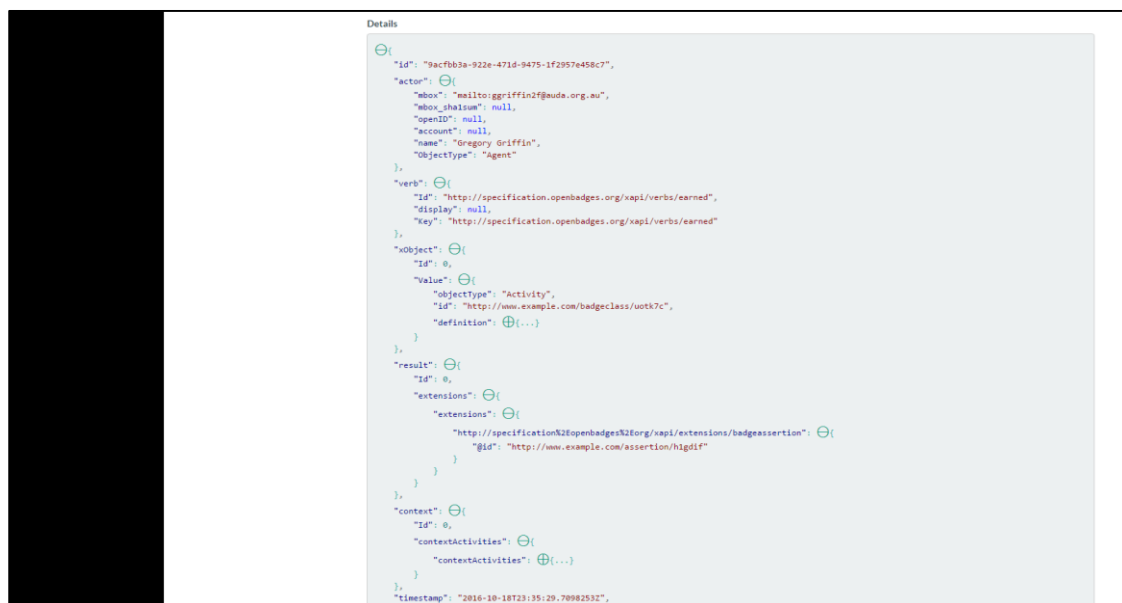 Details
{
"id": "9acfbb3a-922e-471d-9475-1f2957e458c7",
"actor": {
"mbox": "mailto:ggriffin2f@auda.org.au",
"mbox_sha1sum": null,
"openID": null,
"account": null,
"name": "Gregory Griffin",
"ObjectType": "Agent"
},
"verb": {
"Id": "http://specification.openbadges.org/xapi/verbs/earned",
"display": null,
"Key": "http://specification.openbadges.org/xapi/verbs/earned"
},
"xObject": {
"Id": 0,
"Value": {
"objectType": "Activity",
"id": "http://www.example.com/badgeclass/uotk7c",
"definition": {...}
}
},
"result": {
"Id": 0,
"extensions": {
"extensions": {
"http://specification%2Eopenbadges%2Eorg/xapi/extensions/badgeassertion": {
"@id": "http://www.example.com/assertion/h1gdif"
}
}
}
},
"context": {
"Id": 0,
"contextActivities": {
"contextActivities": {...}
}
},
"timestamp": "2016-10-18T23:35:29.7098253Z",